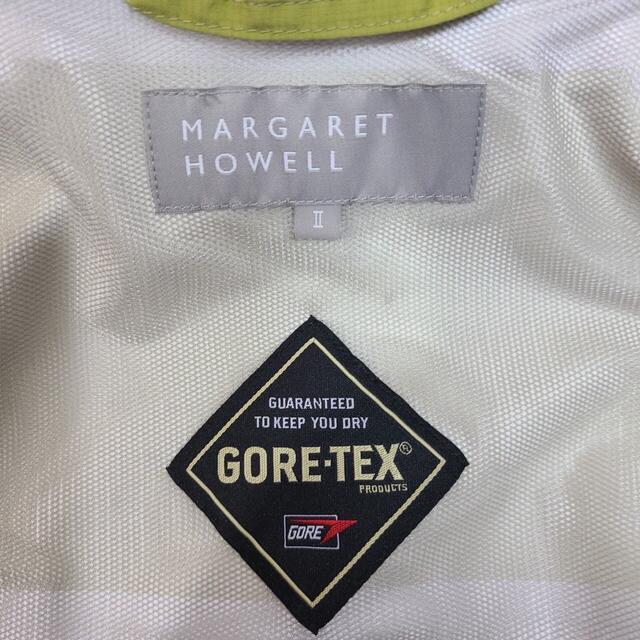 MARGARET
HOWELL
II
GUARANTEED
TO KEEP YOU DRY
GORE-TEX®
PRODUCTS
GORE